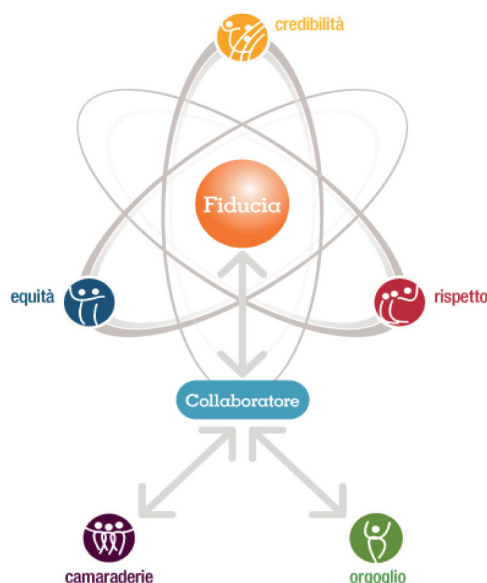 credibilità
Fiducia
equità
rispetto
Collaboratore
camaraderie
orgoglio